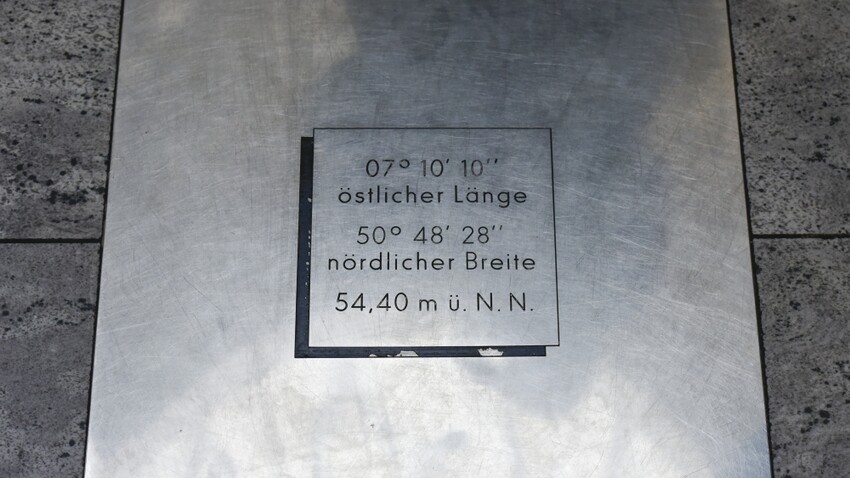 07° 10′ 10″
östlicher Länge
50° 48′ 28″
nördlicher Breite
54,40 m ü. N. N.